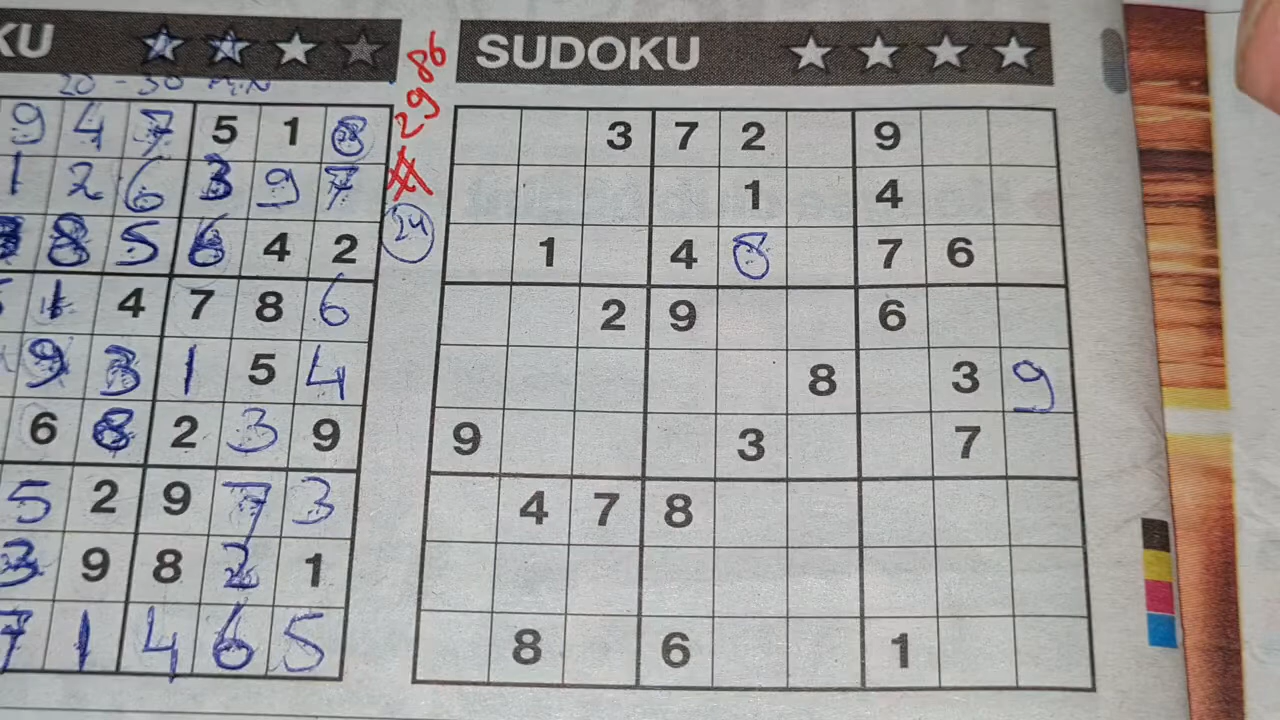 KU
SUDOKU
20 - 30 MIN
# 2986
24
9 4 7 5 1 8
1 2 6 3 9 7
8 5 6 4 2
1 4 7 8 6
9 3 1 5 4
6 8 2 3 9
5 2 9 7 3
3 9 8 2 1
7 1 4 6 5
3 7 2 9
1 4
1 4 8 7 6
2 9 6
8 3 9
9 3 7
4 7 8
8 6 1